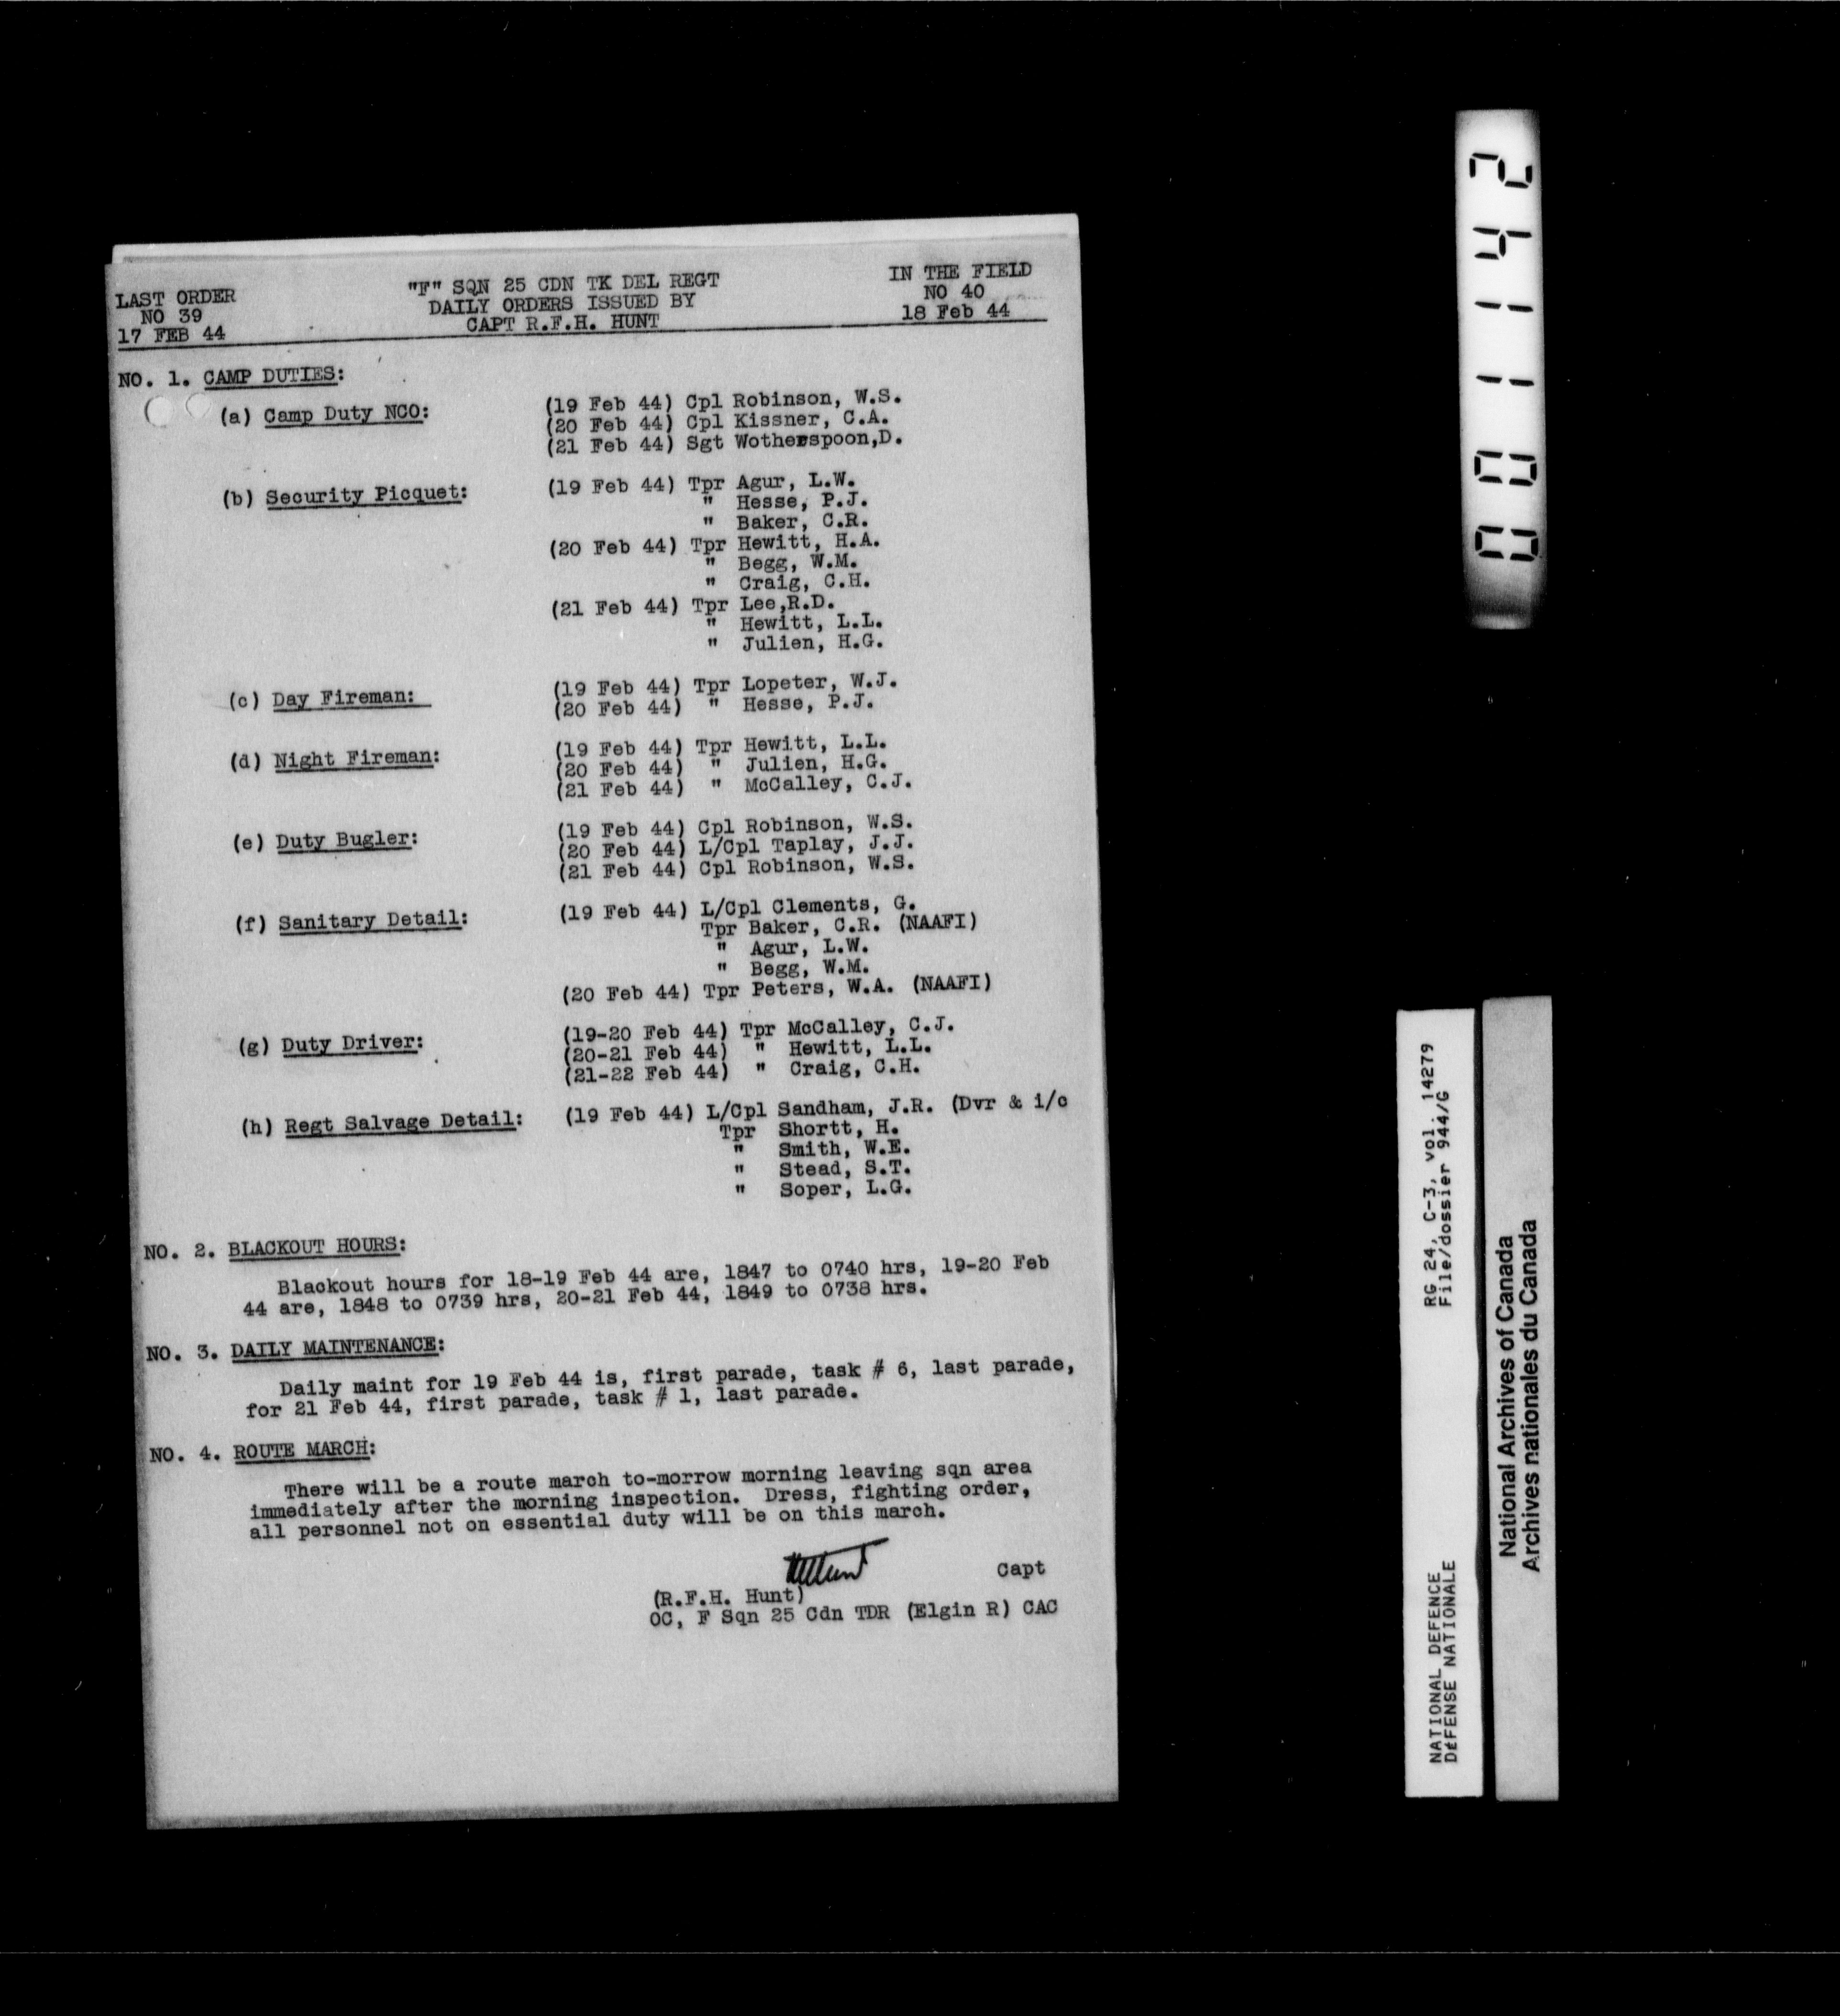 LAST ORDER
NO 39
17 FEB 44
"F" SQN 25 CDN TK DEL REGT
DAILY ORDERS ISSUED BY
CAPT R.F.H. HUNT
IN THE FIELD
NO 40
18 Feb 44
NO. 1. CAMP DUTIES:
(a) Camp Duty NCO: (19 Feb 44) Cpl Robinson, W.S.
(20 Feb 44) Cpl Kissner, C.A.
(21 Feb 44) Sgt Wotherspoon,D.
(b) Security Picquet: (19 Feb 44) Tpr Agur, L.W.
" Hesse, P.J.
" Baker, C.R.
(20 Feb 44) Tpr Hewitt, H.A.
" Begg, W.M.
" Craig, C.H.
(21 Feb 44) Tpr Lee,R.D.
" Hewitt, L.L.
" Julien, H.G.
(c) Day Fireman: (19 Feb 44) Tpr Lopeter, W.J.
(20 Feb 44) " Hesse, P.J.
(d) Night Fireman: (19 Feb 44) Tpr Hewitt, L.L.
(20 Feb 44) " Julien, H.G.
(21 Feb 44) " McCalley, C.J.
(e) Duty Bugler: (19 Feb 44) Cpl Robinson, W.S.
(20 Feb 44) L/Cpl Taplay, J.J.
(21 Feb 44) Cpl Robinson, W.S.
(f) Sanitary Detail: (19 Feb 44) L/Cpl Clements, G.
Tpr Baker, C.R. (NAAFI)
" Agur, L.W.
" Begg, W.M.
(20 Feb 44) Tpr Peters, W.A. (NAAFI)
(g) Duty Driver: (19-20 Feb 44) Tpr McCalley, C.J.
(20-21 Feb 44) " Hewitt, L.L.
(21-22 Feb 44) " Craig, C.H.
(h) Regt Salvage Detail: (19 Feb 44) L/Cpl Sandham, J.R. (Dvr & i/c
Tpr Shortt, H.
" Smith, W.E.
" Stead, S.T.
" Soper, L.G.
NO. 2. BLACKOUT HOURS:
Blackout hours for 18-19 Feb 44 are, 1847 to 0740 hrs, 19-20 Feb
44 are, 1848 to 0739 hrs, 20-21 Feb 44, 1849 to 0738 hrs.
NO. 3. DAILY MAINTENANCE:
Daily maint for 19 Feb 44 is, first parade, task # 6, last parade,
for 21 Feb 44, first parade, task # 1, last parade.
NO. 4. ROUTE MARCH:
There will be a route march to-morrow morning leaving sqn area
immediately after the morning inspection. Dress, fighting order,
all personnel not on essential duty will be on this march.
Capt
(R.F.H. Hunt)
OC, F Sqn 25 Cdn TDR (Elgin R) CAC
001142
NATIONAL DEFENCE RG 24, C-3, vol. 14279
DÉFENSE NATIONALE File/dossier 944/G
National Archives of Canada
Archives nationales du Canada